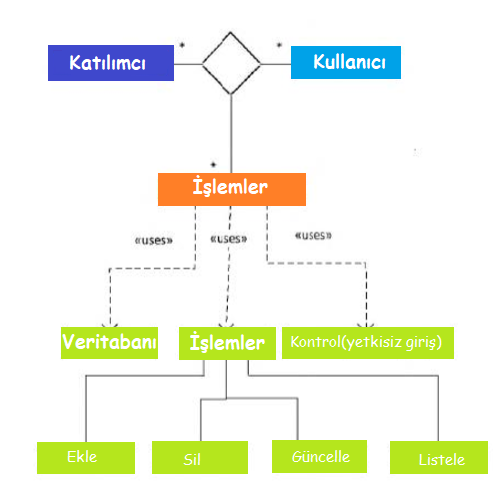 *
*
Katılımcı
Kullanıcı
*
İşlemler
«uses»
«uses»
«uses»
Veritabanı
İşlemler
Kontrol(yetkisiz giriş)
Ekle
Sil
Güncelle
Listele